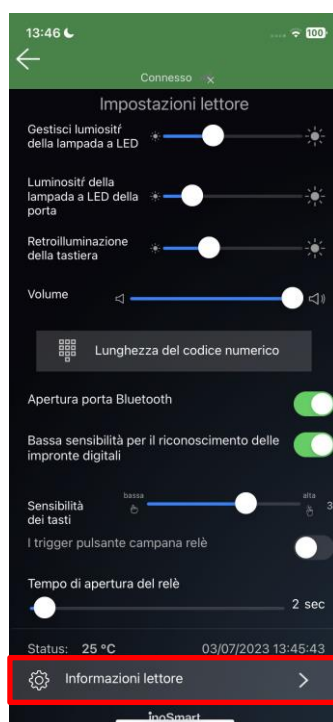 13:46
100
Connesso
Impostazioni lettore
Gestisci lumiositř
della lampada a LED
Luminositř della
lampada a LED della
porta
Retroilluminazione
della tastiera
Volume
Lunghezza del codice numerico
Apertura porta Bluetooth
Bassa sensibilità per il riconoscimento delle
impronte digitali
bassa
alta
Sensibilità
dei tasti
3
I trigger pulsante campana relè
Tempo di apertura del relè
2 sec
Status: 25 °C 03/07/2023 13:45:43
Informazioni lettore